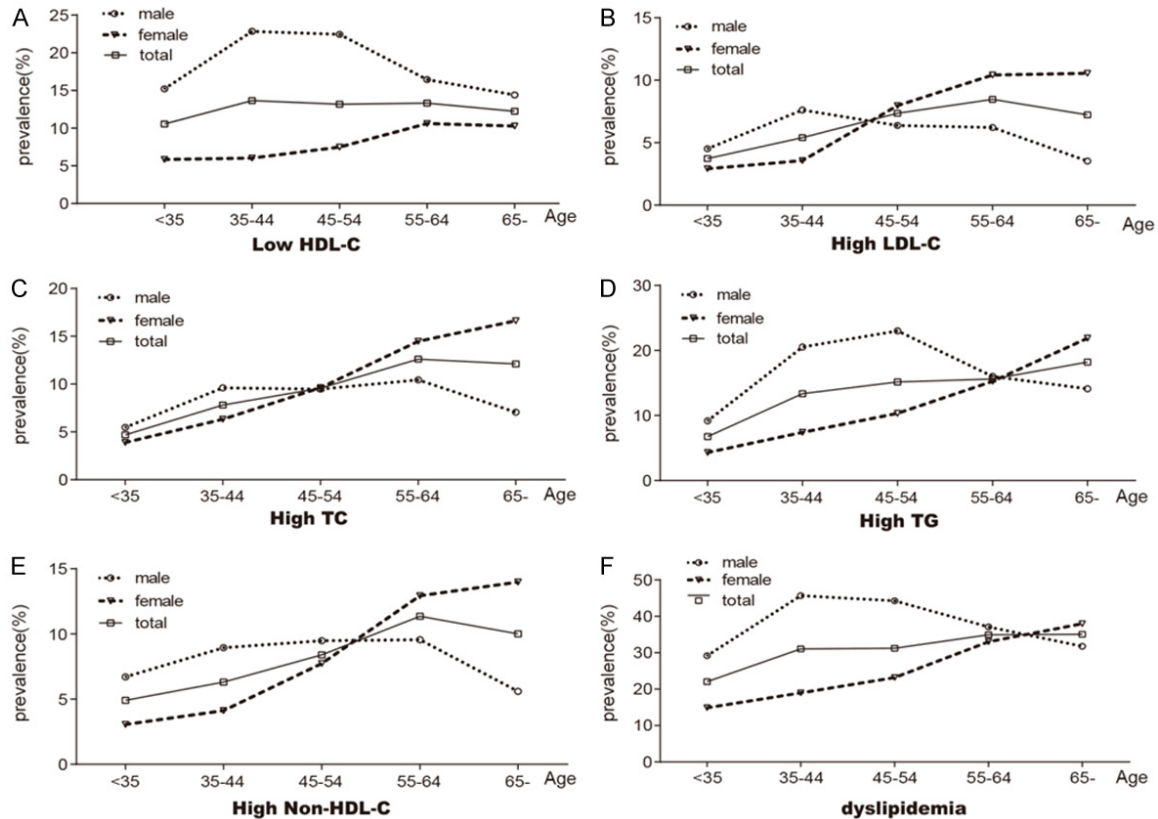 A
male
female
total
prevalence(%)
25
20
15
10
5
0
<35 35-44 45-54 55-64 65- Age
Low HDL-C
B
male
female
total
prevalence(%)
15
10
5
0
<35 35-44 45-54 55-64 65- Age
High LDL-C
C
male
female
total
prevalence(%)
20
15
10
5
0
<35 35-44 45-54 55-64 65- Age
High TC
D
male
female
total
prevalence(%)
30
20
10
0
<35 35-44 45-54 55-64 65- Age
High TG
E
male
female
total
prevalence(%)
15
10
5
0
<35 35-44 45-54 55-64 65- Age
High Non-HDL-C
F
male
female
total
prevalence(%)
50
40
30
20
10
0
<35 35-44 45-54 55-64 65- Age
dyslipidemia